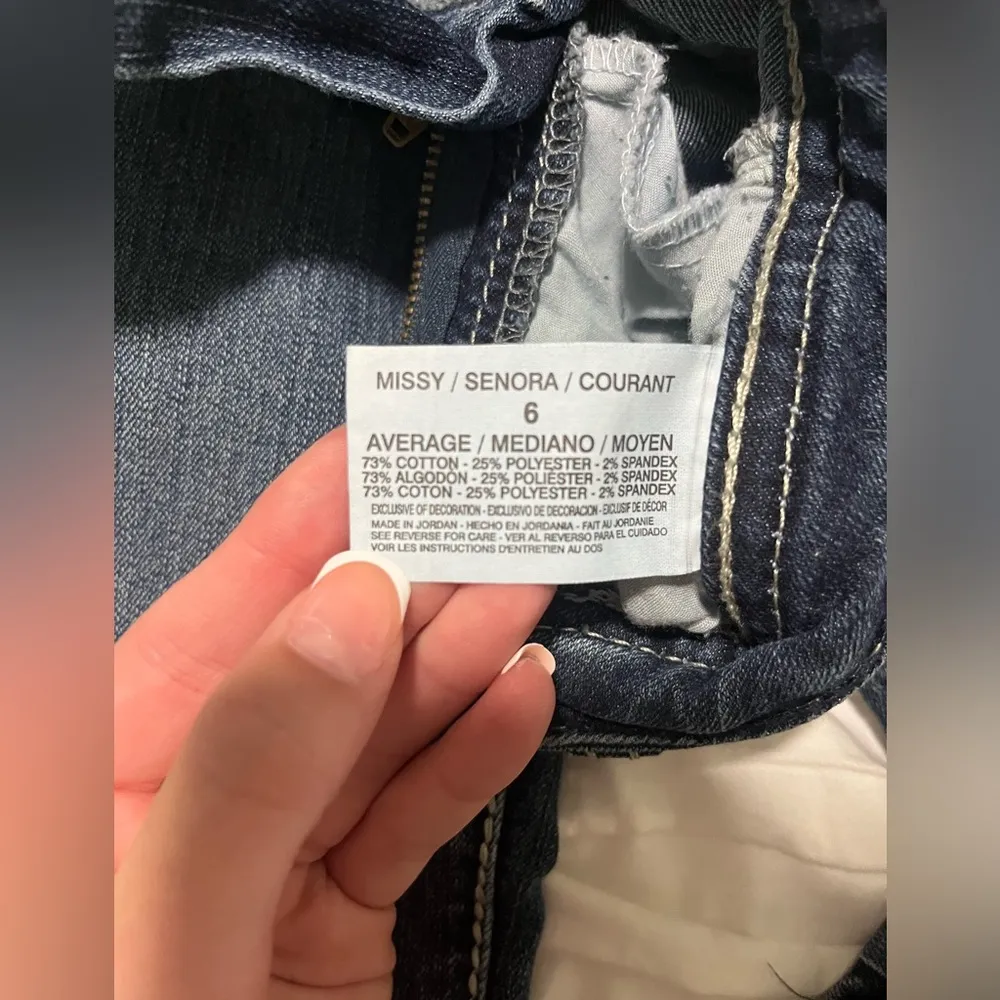 MISSY / SENORA / COURANT
6
AVERAGE / MEDIANO / MOYEN
73% COTTON - 25% POLYESTER - 2% SPANDEX
73% ALGODÓN - 25% POLIÉSTER - 2% SPANDEX
73% COTON - 25% POLYESTER - 2% SPANDEX
EXCLUSIVE OF DECORATION - EXCLUSIVO DE DECORACION - EXCLUSIF DE DÉCOR
MADE IN JORDAN - HECHO EN JORDANIA - FAIT AU JORDANIE
SEE REVERSE FOR CARE - VER AL REVERSO PARA EL CUIDADO
VOIR LES INSTRUCTIONS D'ENTRETIEN AU DOS